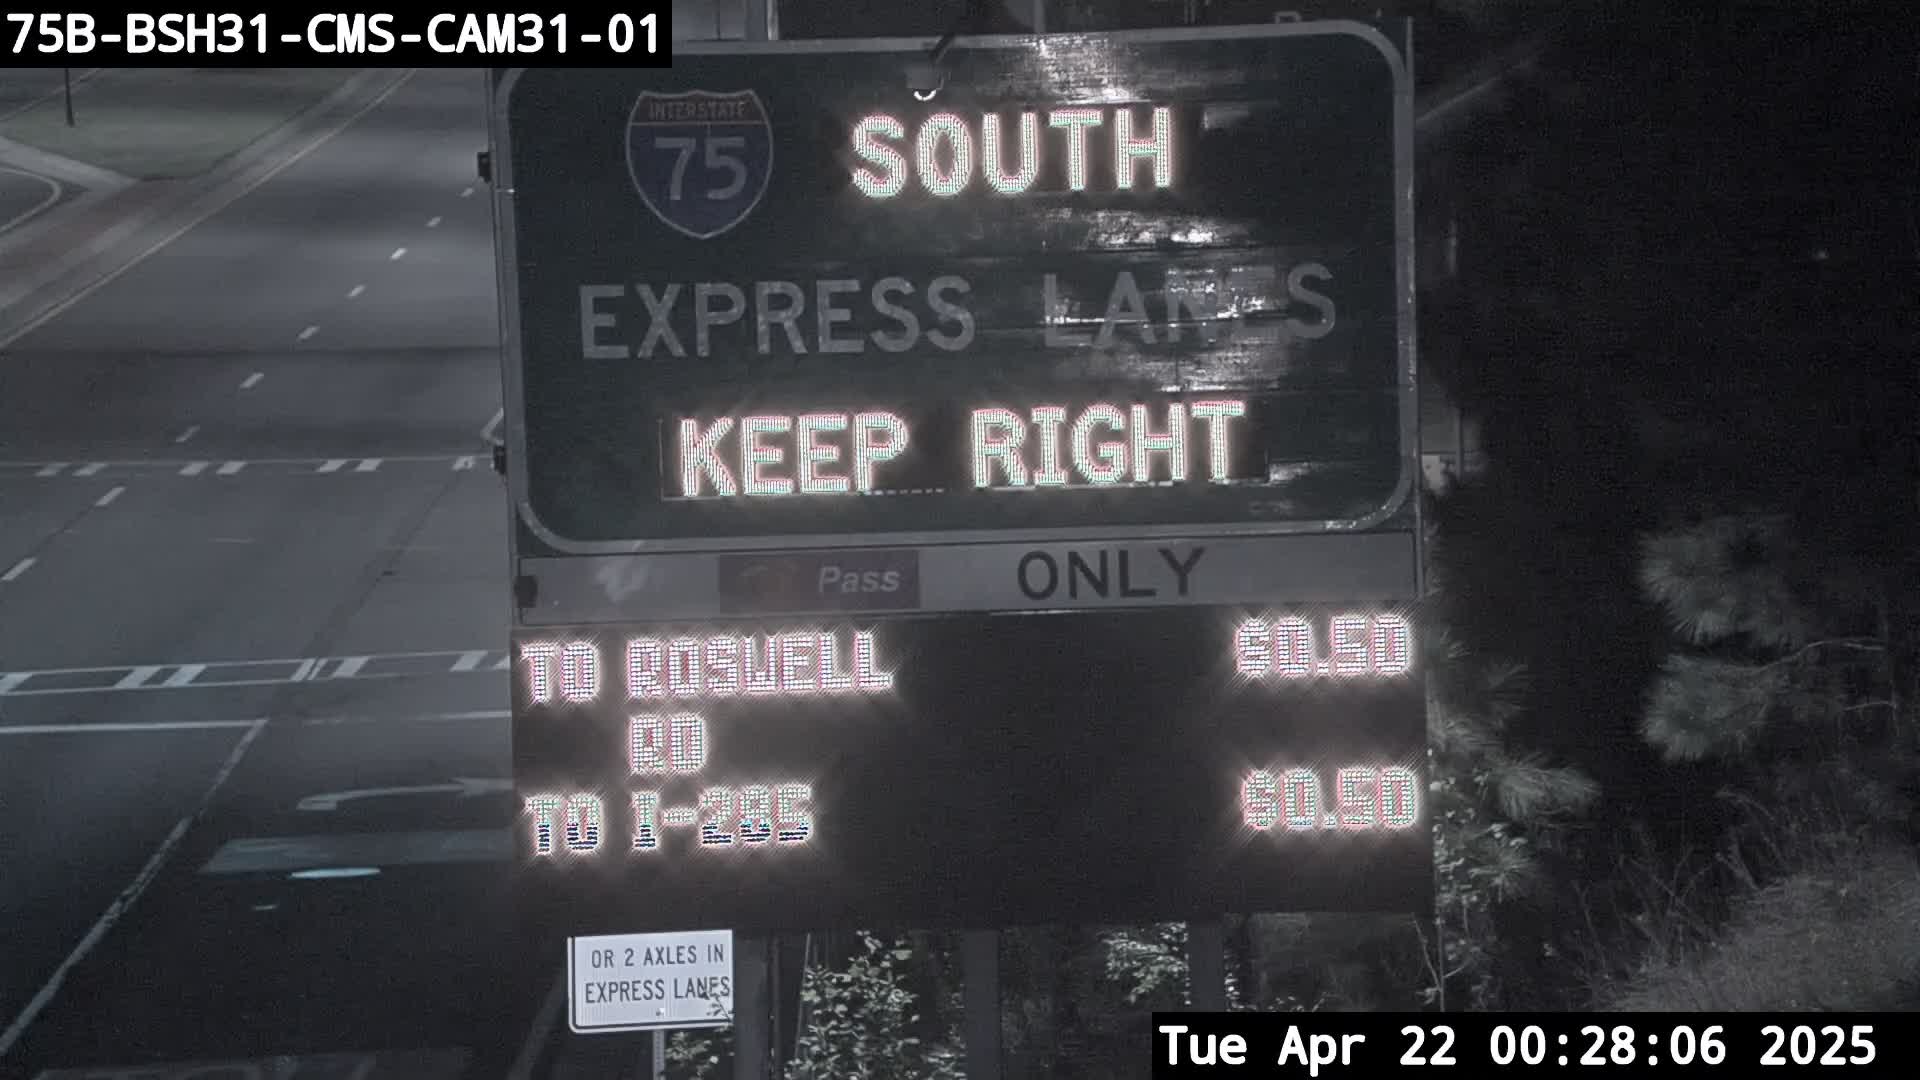 75B-BSH31-CMS-CAM31-01
INTERSTATE
75
SOUTH
EXPRESS LANES
KEEP RIGHT
Pass ONLY
TO ROSWELL $0.50
RD
TO I-285 $0.50
OR 2 AXLES IN
EXPRESS LANES
Tue Apr 22 00:28:06 2025